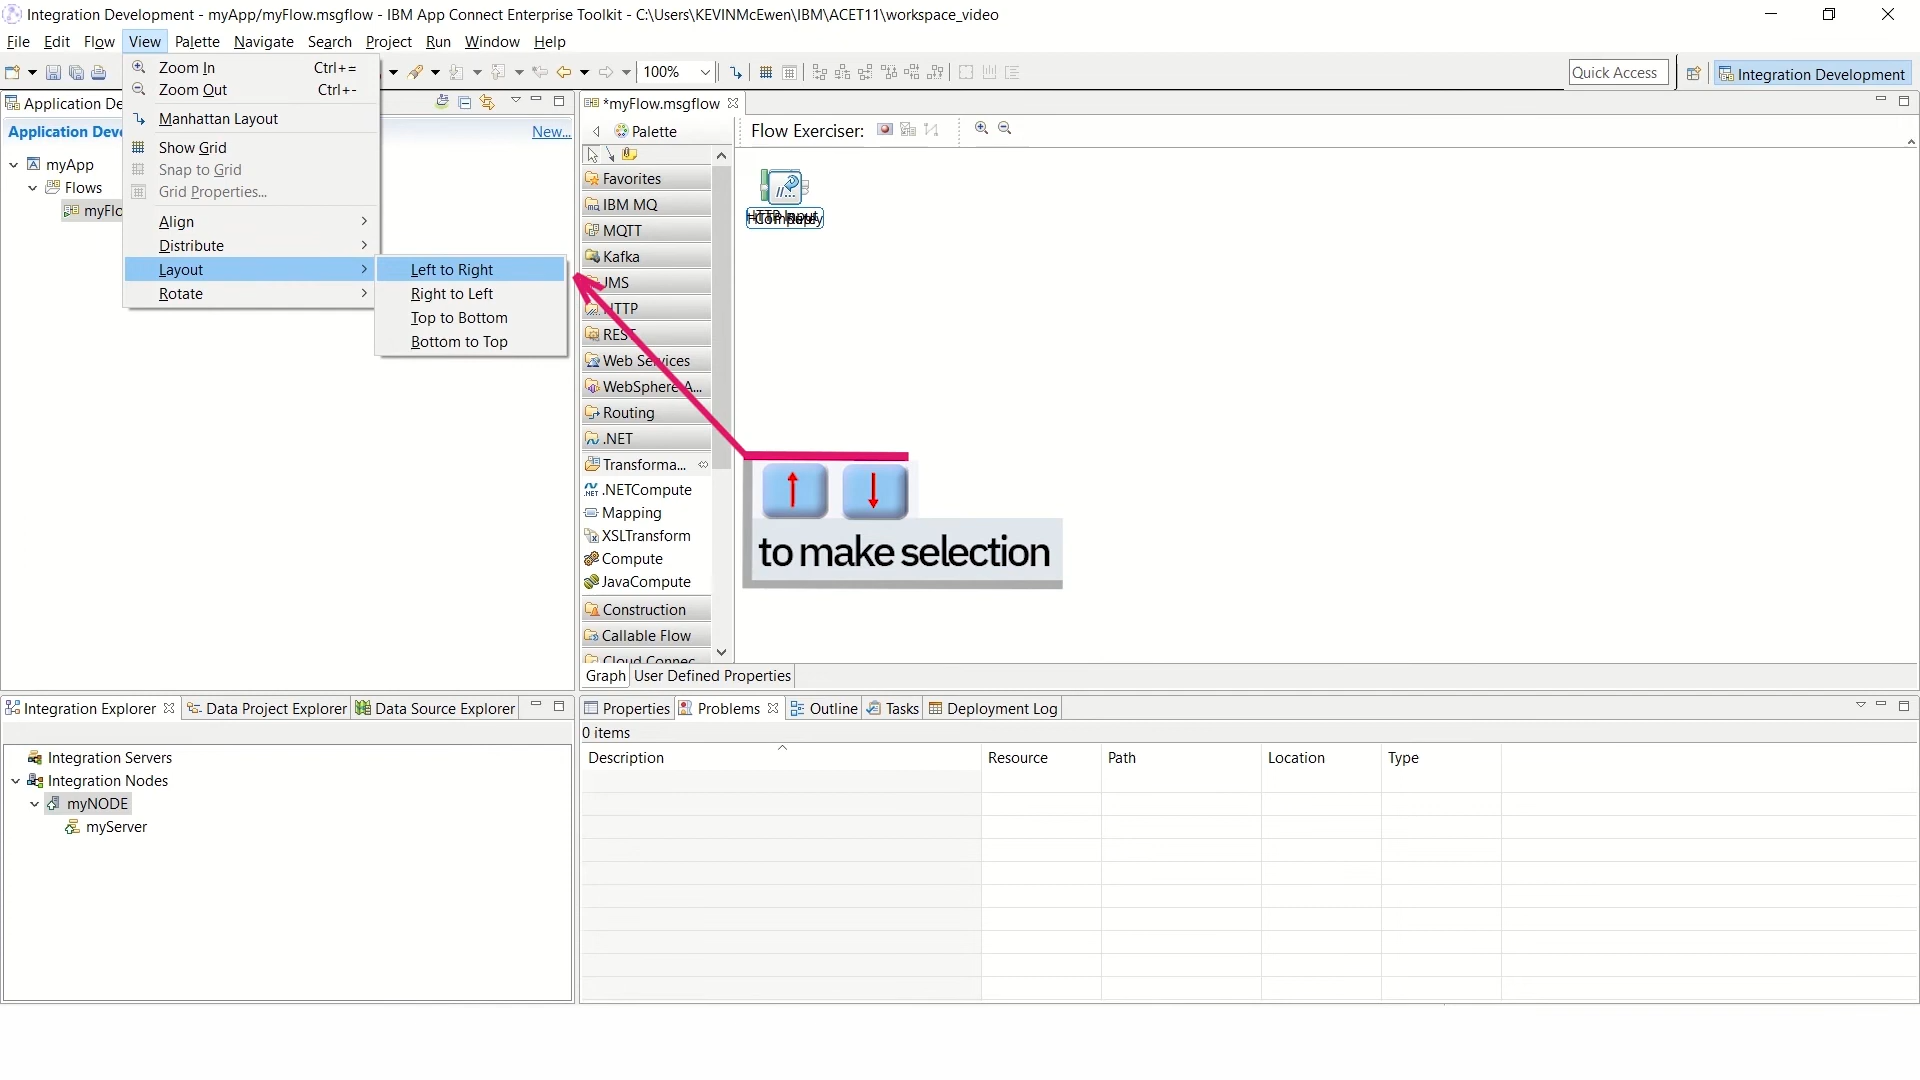 Integration Development - myApp/myFlow.msgflow - IBM App Connect Enterprise Toolkit - C:\Users\KEVINMcEwen\IBM\ACET11\workspace_video
File Edit Flow View Palette Navigate Search Project Run Window Help
Zoom In Ctrl+=
Zoom Out Ctrl+-
Manhattan Layout
Show Grid
Snap to Grid
Grid Properties...
Align
Distribute
Layout
Rotate
Left to Right
Right to Left
Top to Bottom
Bottom to Top
100%
Quick Access
Integration Development
Application De
Application Deve
New...
myApp
Flows
myFlo
*myFlow.msgflow
Palette
Flow Exerciser:
Favorites
IBM MQ
MQTT
Kafka
JMS
HTTP
REST
Web Services
WebSphere A...
Routing
.NET
Transforma...
.NETCompute
Mapping
XSLTransform
Compute
JavaCompute
Construction
Callable Flow
Cloud Connec
to make selection
Graph User Defined Properties
Integration Explorer Data Project Explorer Data Source Explorer
Integration Servers
Integration Nodes
myNODE
myServer
Properties Problems Outline Tasks Deployment Log
0 items
Description Resource Path Location Type